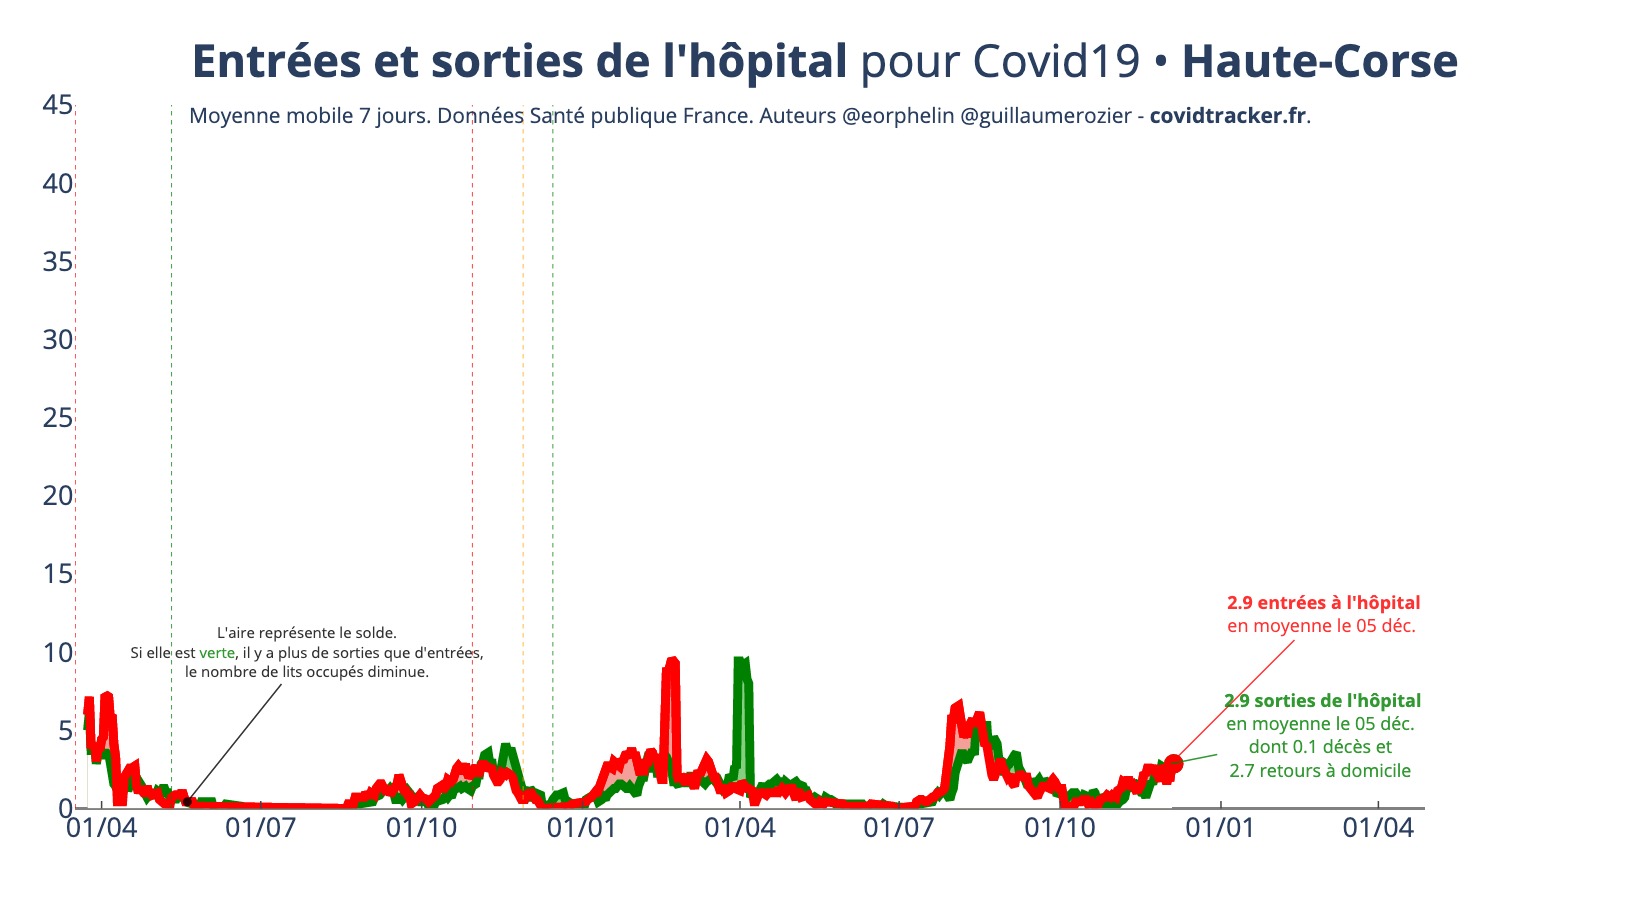 Entrées et sorties de l'hôpital pour Covid19 • Haute-Corse
Moyenne mobile 7 jours. Données Santé publique France. Auteurs @eorphelin @guillaumerozier - covidtracker.fr.
45
40
35
30
25
20
15
10
5
0
L'aire représente le solde.
Si elle est verte, il y a plus de sorties que d'entrées,
le nombre de lits occupés diminue.
2.9 entrées à l'hôpital
en moyenne le 05 déc.
2.9 sorties de l'hôpital
en moyenne le 05 déc.
dont 0.1 décès et
2.7 retours à domicile
01/04
01/07
01/10
01/01
01/04
01/07
01/10
01/01
01/04